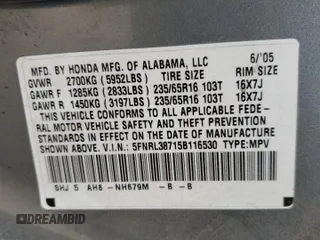 MFD. BY HONDA MFG. OF ALABAMA, LLC 6/'05
GVWR 2700KG (5952LBS) TIRE SIZE RIM SIZE
GAWR F 1285KG (2833LBS) 235/65R16 103T 16X7J
GAWR R 1450KG (3197LBS) 235/65R16 103T 16X7J
THIS VEHICLE CONFORMS TO ALL APPLICABLE FEDE-
RAL MOTOR VEHICLE SAFETY AND THEFT PREVENTION
STANDARDS IN EFFECT ON THE DATE OF MANUFACTURE
SHOWN ABOVE. V.I.N: 5FNRL38715B116530 TYPE:MPV
SHJ 5 AH8 -NH679M -B -B
DREAMBID